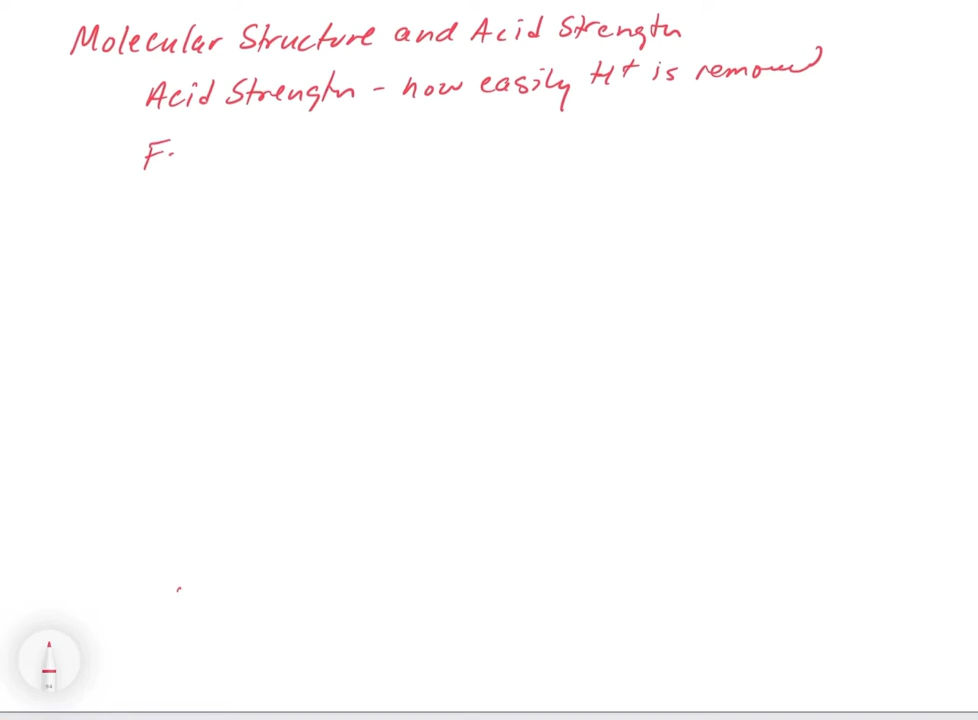 Molecular Structure and Acid Strength
Acid Strength - how easily H+ is removed
F